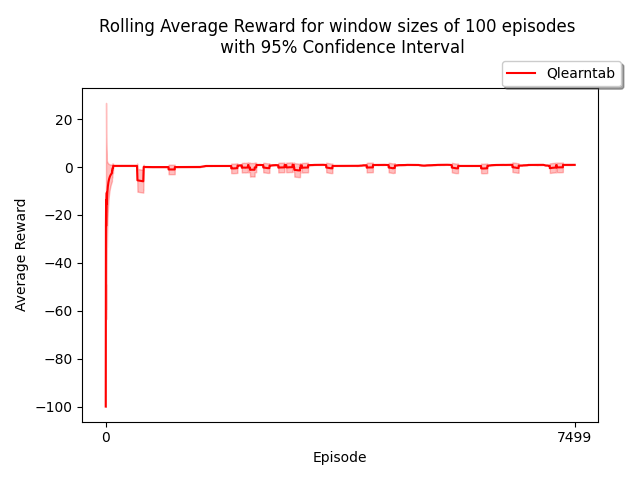 Rolling Average Reward for window sizes of 100 episodes
with 95% Confidence Interval
Qlearntab
20
0
−20
−40
−60
−80
−100
Average Reward
0
7499
Episode